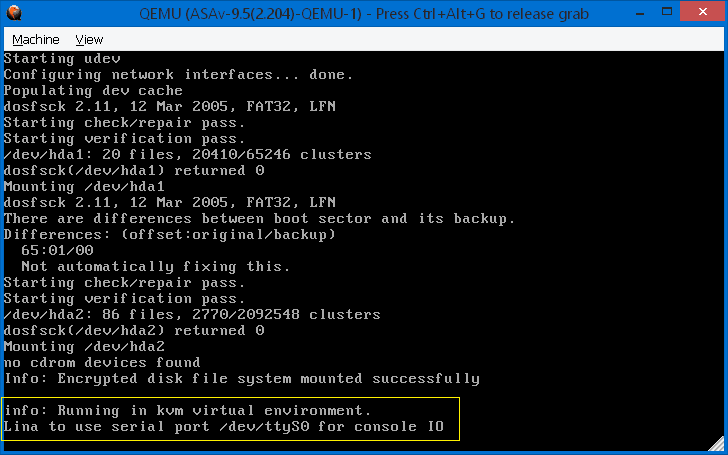 QEMU (ASAv-9.5(2.204)-QEMU-1) - Press Ctrl+Alt+G to release grab
Machine View
Starting udev
Configuring network interfaces... done.
Populating dev cache
dosfsck 2.11, 12 Mar 2005, FAT32, LFN
Starting check/repair pass.
Starting verification pass.
/dev/hda1: 20 files, 20410/65246 clusters
dosfsck(/dev/hda1) returned 0
Mounting /dev/hda1
dosfsck 2.11, 12 Mar 2005, FAT32, LFN
There are differences between boot sector and its backup.
Differences: (offset:original/backup)
  65:01/00
  Not automatically fixing this.
Starting check/repair pass.
Starting verification pass.
/dev/hda2: 86 files, 2770/2092548 clusters
dosfsck(/dev/hda2) returned 0
Mounting /dev/hda2
no cdrom devices found
Info: Encrypted disk file system mounted successfully
info: Running in kvm virtual environment.
Lina to use serial port /dev/ttyS0 for console IO